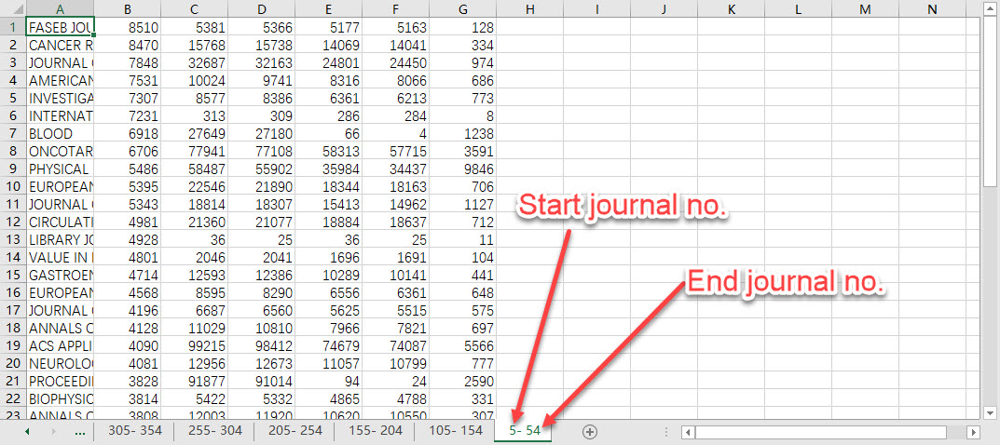 A B C D E F G H I J K L M N
1 FASEB JOU 8510 5381 5366 5177 5163 128
2 CANCER R 8470 15768 15738 14069 14041 334
3 JOURNAL 7848 32687 32163 24801 24450 974
4 AMERICAN 7531 10024 9741 8316 8066 686
5 INVESTIGA 7307 8577 8386 6361 6213 773
6 INTERNAT 7231 313 309 286 284 8
7 BLOOD 6918 27649 27180 66 4 1238
8 ONCOTAR 6706 77941 77108 58313 57715 3591
9 PHYSICAL 5486 58487 55902 35984 34437 9846
10 EUROPEAN 5395 22546 21890 18344 18163 706
11 JOURNAL 5343 18814 18307 15413 14962 1127
Start journal no.
12 CIRCULATI 4981 21360 21077 18884 18637 712
13 LIBRARY JO 4928 36 25 36 25 11
14 VALUE IN 4801 2046 2041 1696 1691 104
15 GASTROEN 4714 12593 12386 10289 10141 441
End journal no.
16 EUROPEAN 4568 8595 8290 6556 6361 648
17 JOURNAL 4196 6687 6560 5625 5515 575
18 ANNALS O 4128 11029 10810 7966 7821 697
19 ACS APPLI 4090 99215 98412 74679 74087 5566
20 NEUROLO 4081 12956 12673 11057 10799 777
21 PROCEEDI 3828 91877 91014 94 24 2590
22 BIOPHYSIC 3814 5422 5332 4865 4788 331
23 ANNALS O 3808 12003 11920 10620 10550 307
... 305- 354 255- 304 205- 254 155- 204 105- 154 5- 54